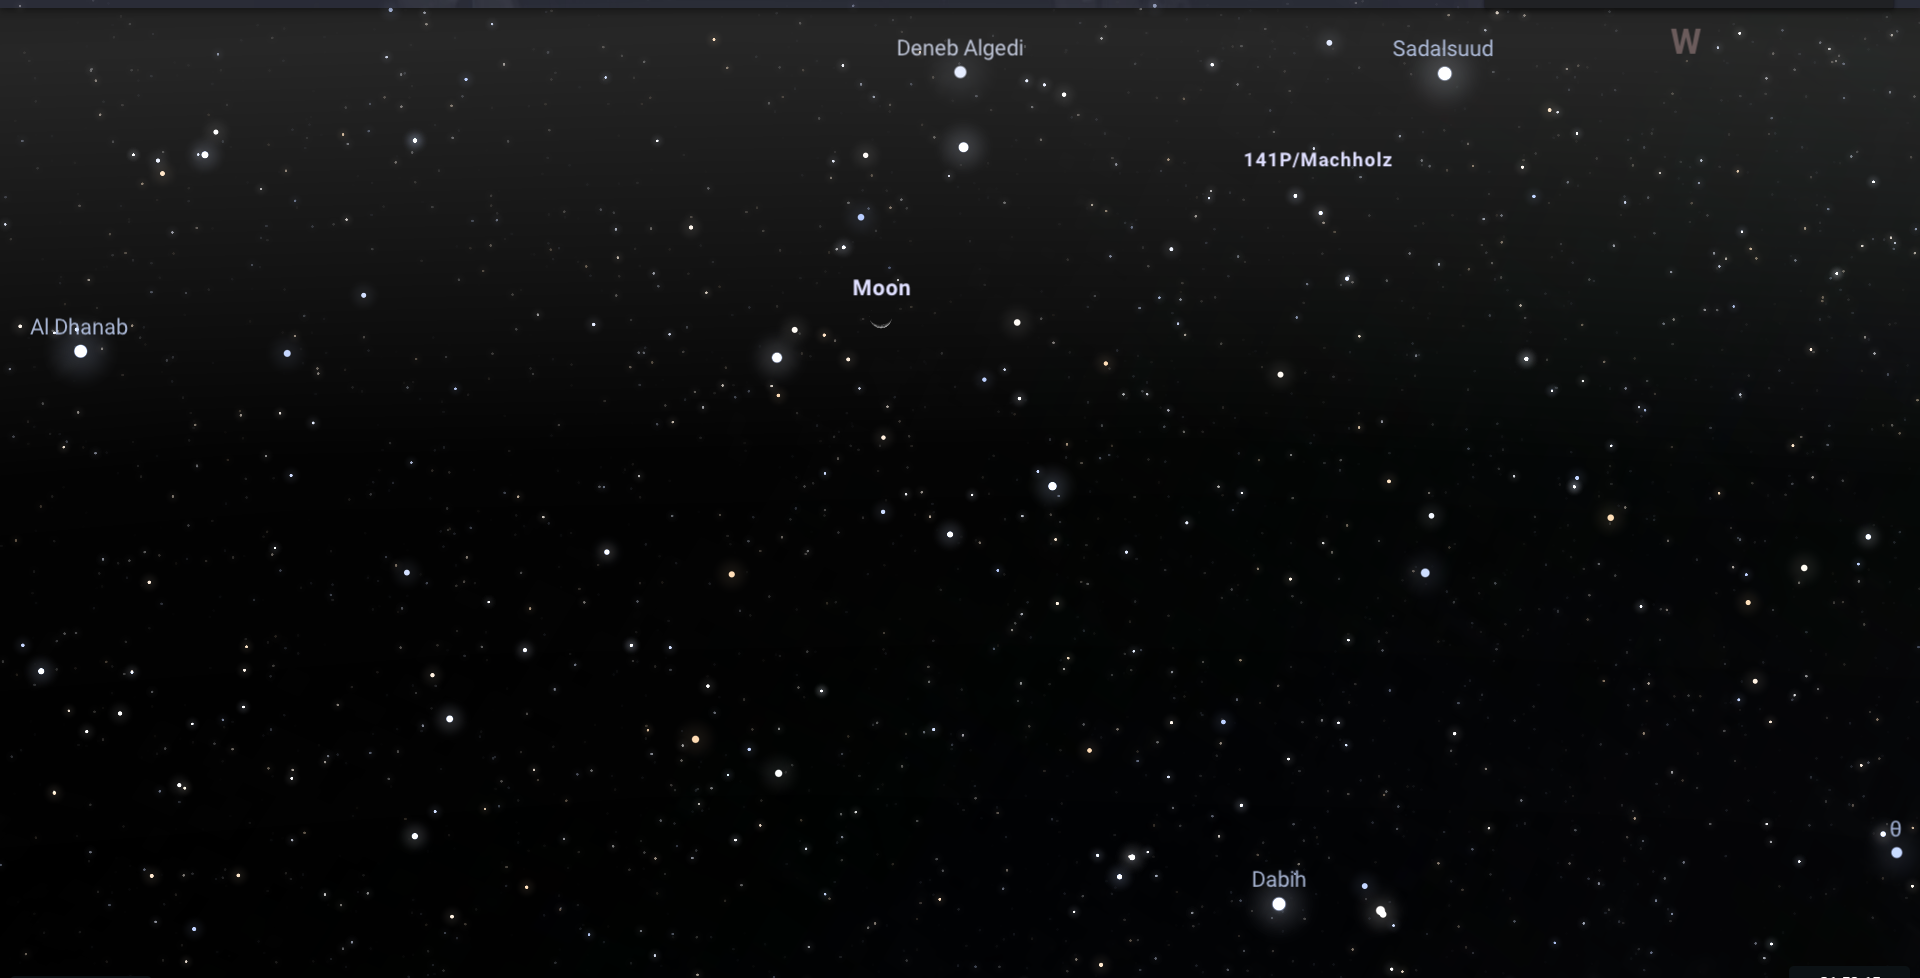 Deneb Algedi
Sadalsuud
W
141P/Machholz
Moon
Al Dhanab
θ
Dabih